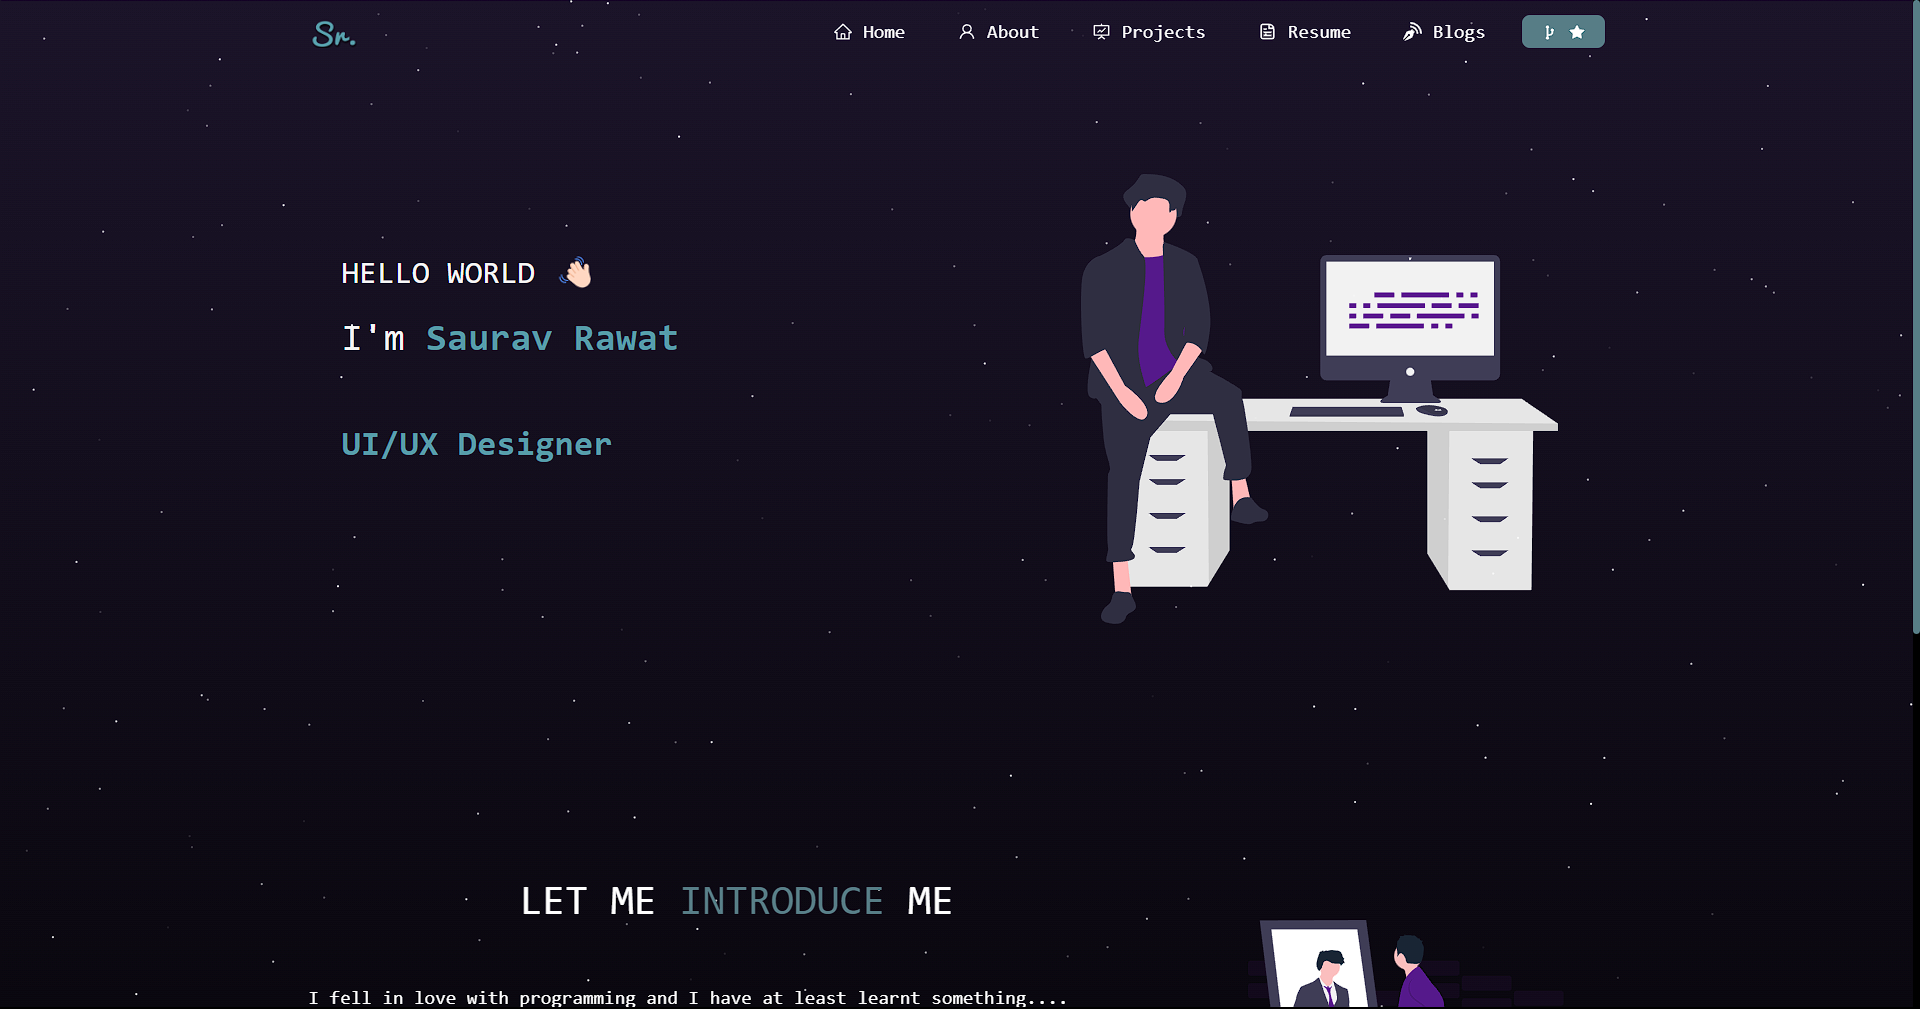 Sr.
Home About Projects Resume Blogs
HELLO WORLD 👋🏻
I'm Saurav Rawat
UI/UX Designer
LET ME INTRODUCE ME
I fell in love with programming and I have at least learnt something....